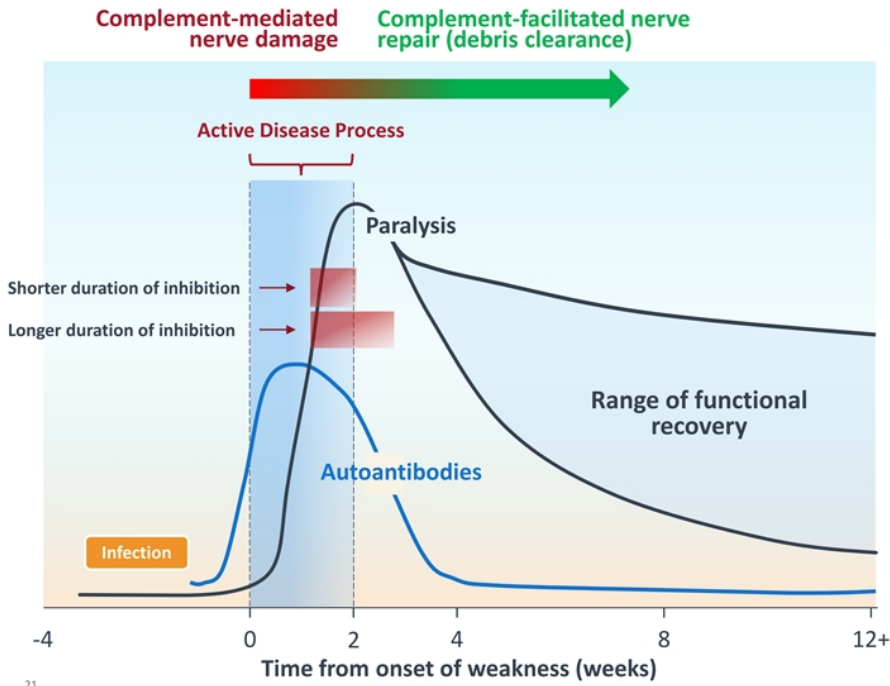 Complement-mediated
nerve damage
Complement-facilitated nerve
repair (debris clearance)
Active Disease Process
Paralysis
Shorter duration of inhibition
Longer duration of inhibition
Range of functional
recovery
Autoantibodies
Infection
-4
0
2
4
8
12+
Time from onset of weakness (weeks)
21